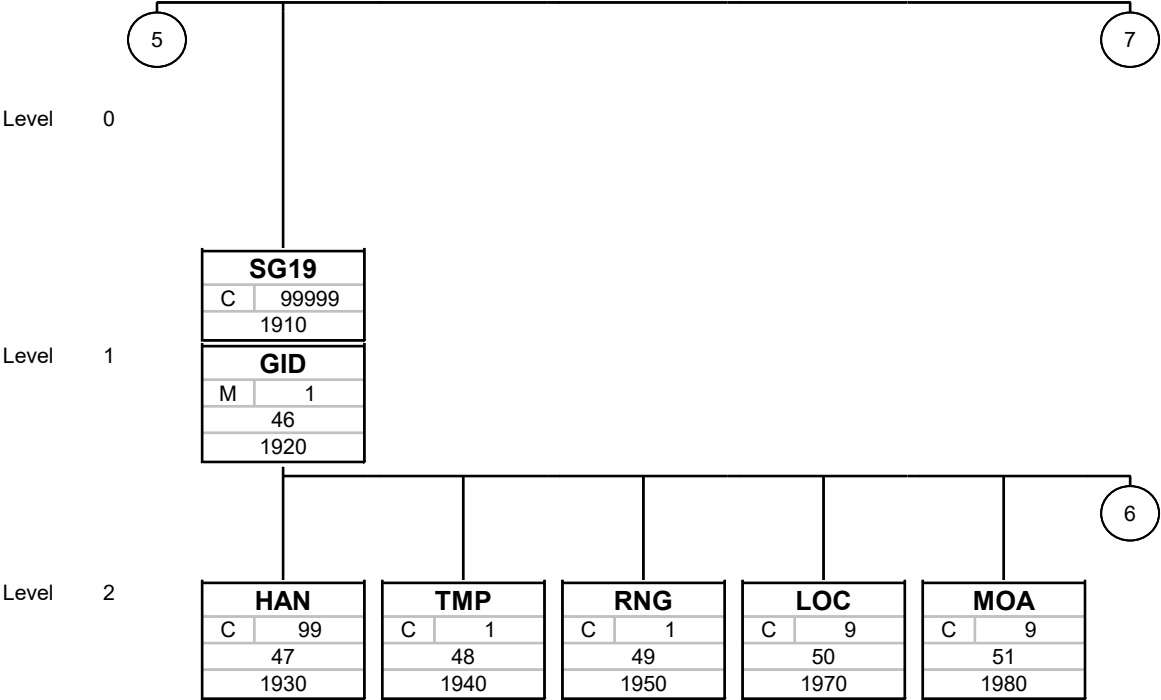 5
7
Level 0
SG19
C 99999
1910
Level 1
GID
M 1
46
1920
6
Level 2
HAN
C 99
47
1930
TMP
C 1
48
1940
RNG
C 1
49
1950
LOC
C 9
50
1970
MOA
C 9
51
1980